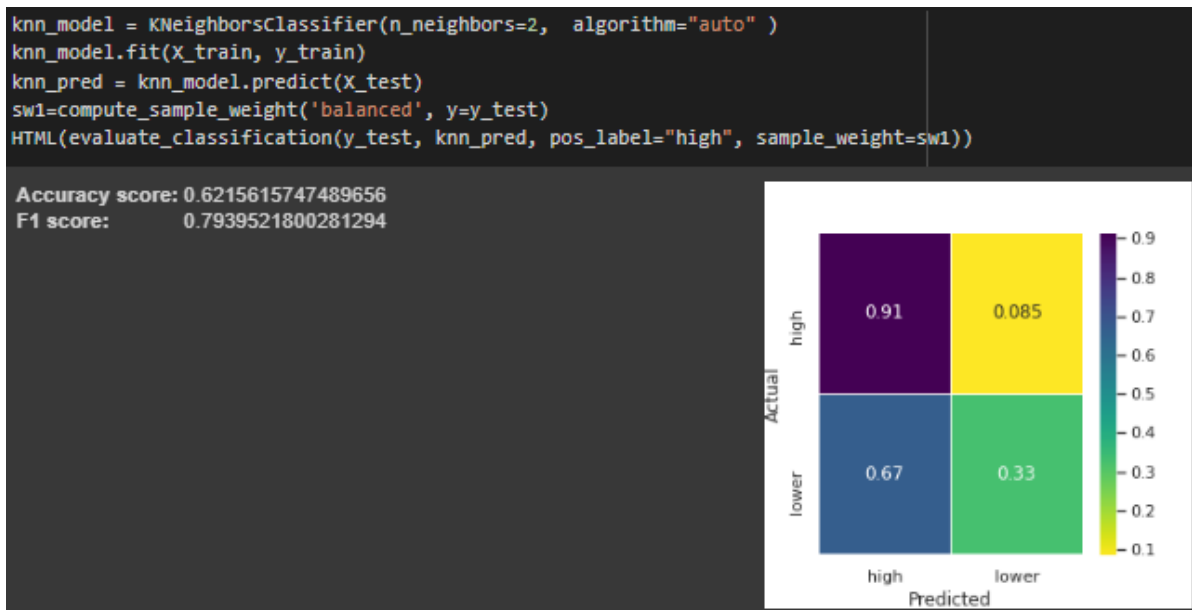 knn_model = KNeighborsClassifier(n_neighbors=2,  algorithm="auto" )
knn_model.fit(X_train, y_train)
knn_pred = knn_model.predict(X_test)
sw1=compute_sample_weight('balanced', y=y_test)
HTML(evaluate_classification(y_test, knn_pred, pos_label="high", sample_weight=sw1))
Accuracy score: 0.6215615747489656
F1 score: 0.7939521800281294
0.9
0.8
0.7
0.6
0.5
0.4
0.3
0.2
0.1
Actual
high
0.91
0.085
lower
0.67
0.33
high
lower
Predicted